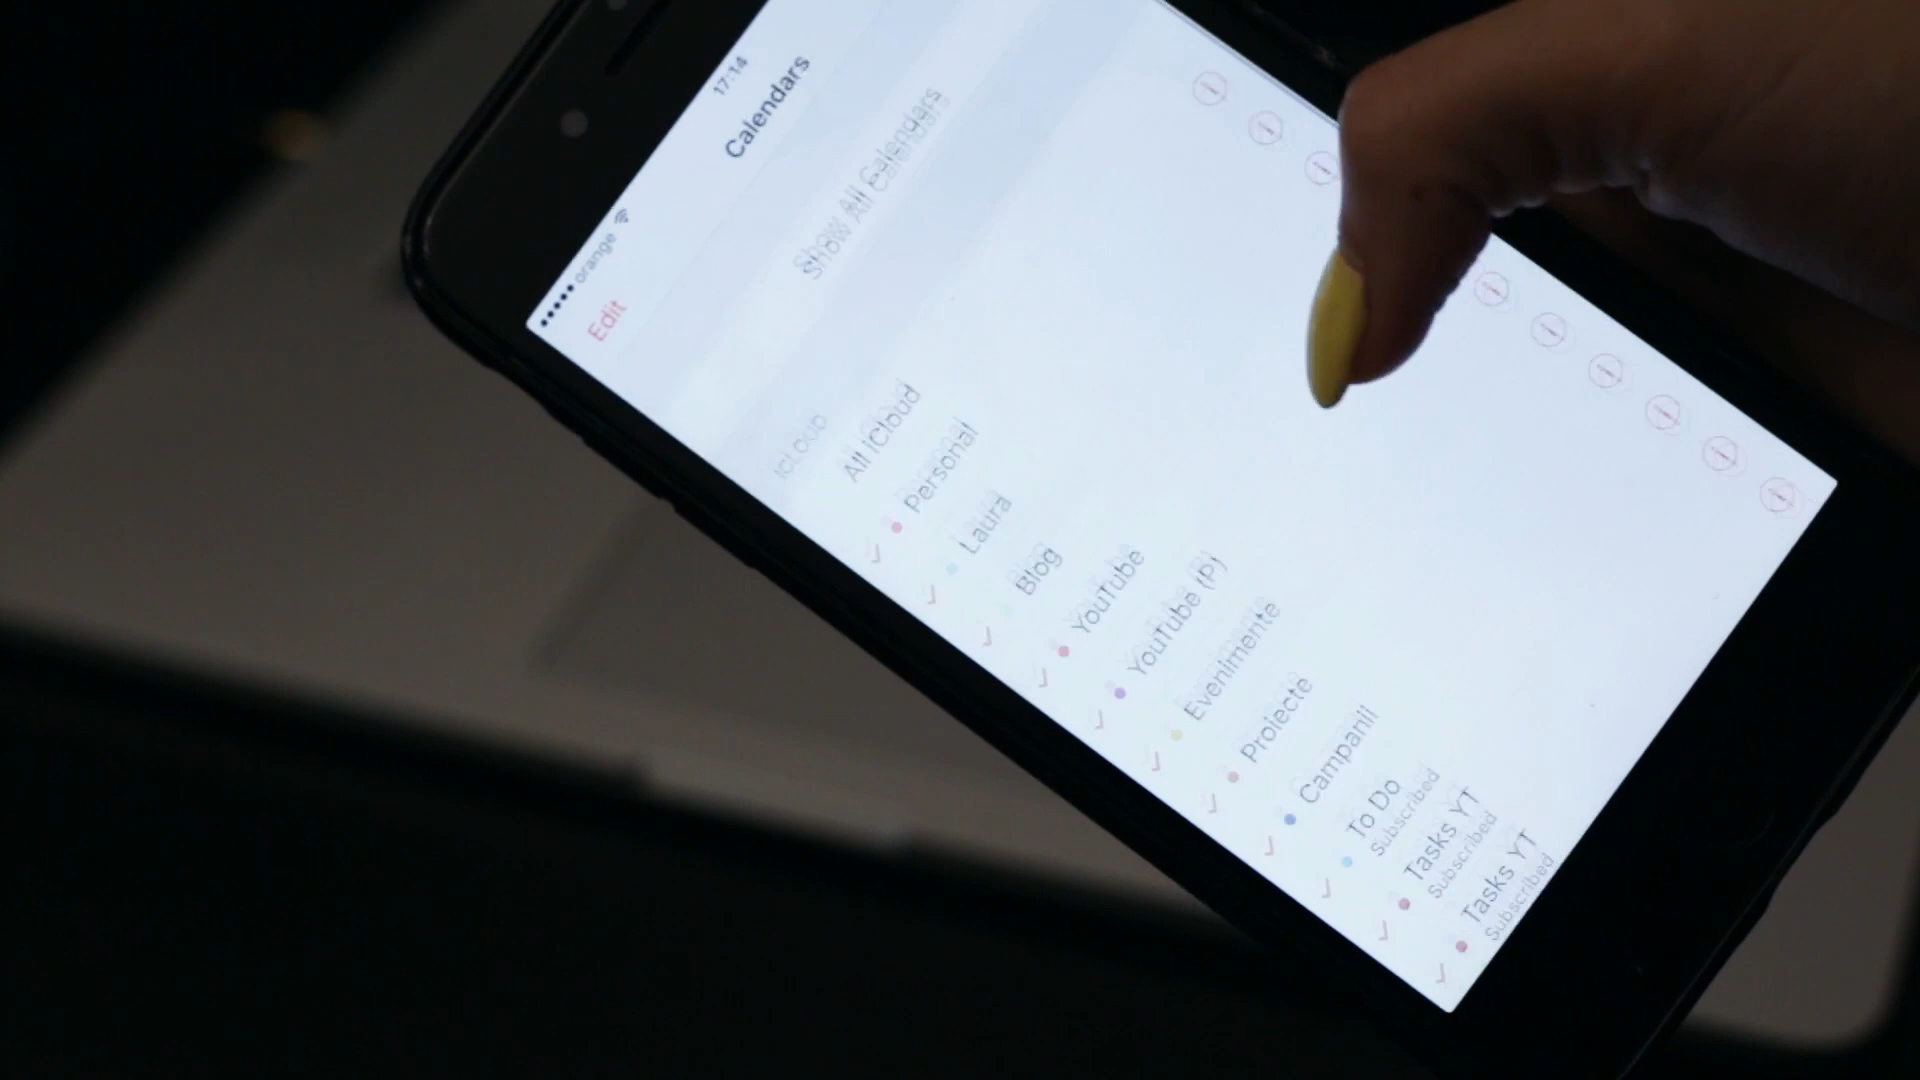 orange 17:14
Edit Calendars
Show All Calendars
ICLOUD
All iCloud
Personal
Laura
Blog
YouTube
YouTube (P)
Evenimente
Proiecte
Campanii
To Do
Subscribed
Tasks YT
Subscribed
Tasks YT
Subscribed